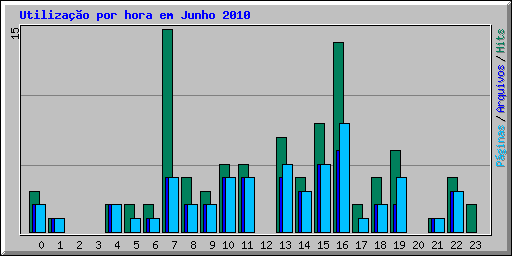 Utilização por hora em Junho 2010
15
Páginas / Arquivos / Hits
0 1 2 3 4 5 6 7 8 9 10 11 12 13 14 15 16 17 18 19 20 21 22 23